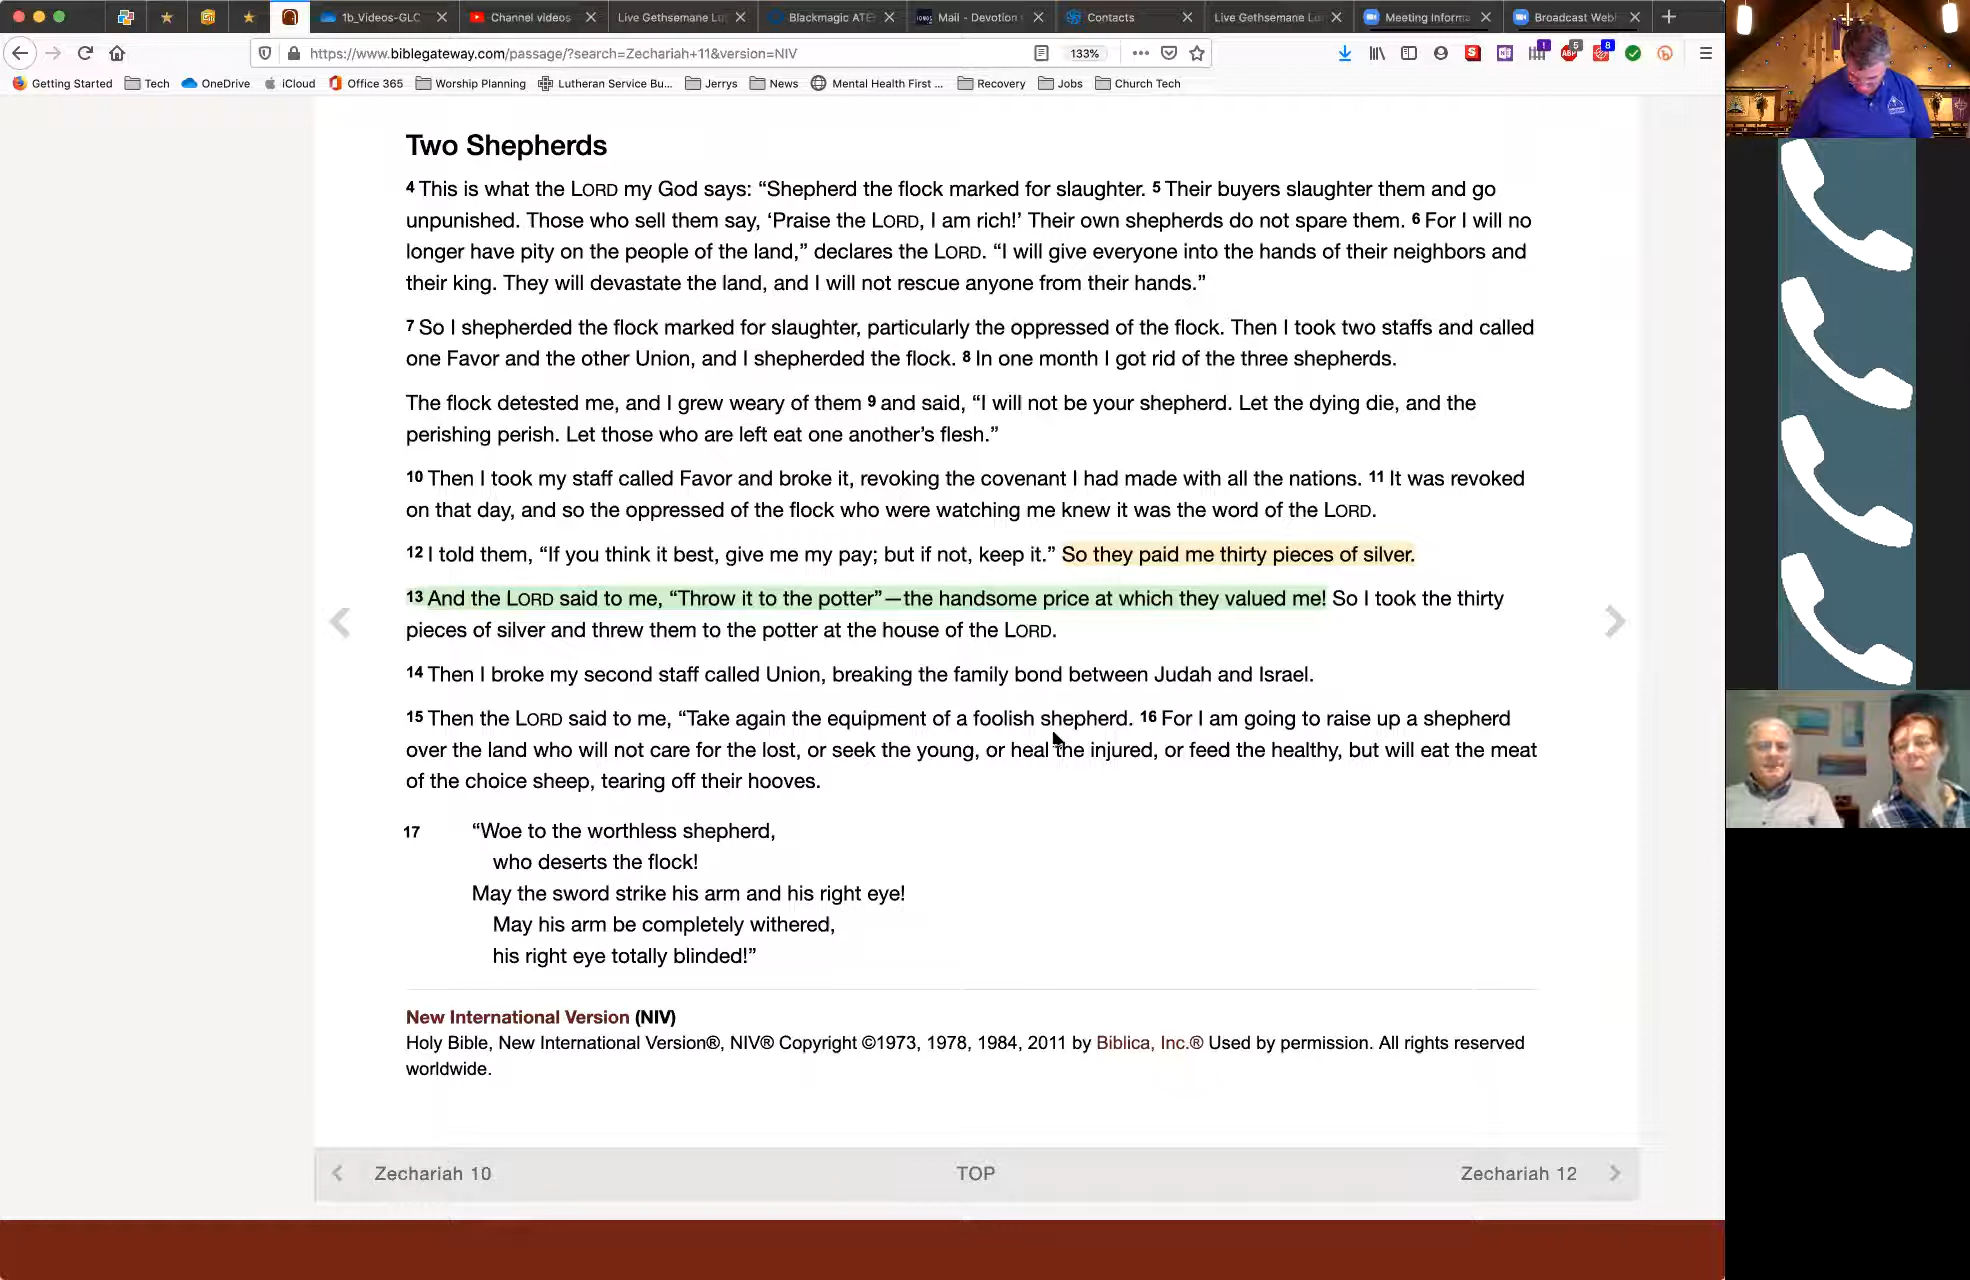 1b_Videos-GLC
Channel videos
Live Gethsemane Lu
Blackmagic ATE
IONOS
Mail - Devotion
Contacts
Live Gethsemane Lu
Meeting Informa
Broadcast Web
https://www.biblegateway.com/passage/?search=Zechariah+11&version=NIV
133%
ABP 5
8
Getting Started
Tech
OneDrive
iCloud
Office 365
Worship Planning
Lutheran Service Bu...
Jerrys
News
Mental Health First ...
Recovery
Jobs
Church Tech
Two Shepherds
4 This is what the LORD my God says: “Shepherd the flock marked for slaughter. 5 Their buyers slaughter them and go
unpunished. Those who sell them say, ‘Praise the LORD, I am rich!’ Their own shepherds do not spare them. 6 For I will no
longer have pity on the people of the land,” declares the LORD. “I will give everyone into the hands of their neighbors and
their king. They will devastate the land, and I will not rescue anyone from their hands.”
7 So I shepherded the flock marked for slaughter, particularly the oppressed of the flock. Then I took two staffs and called
one Favor and the other Union, and I shepherded the flock. 8 In one month I got rid of the three shepherds.
The flock detested me, and I grew weary of them 9 and said, “I will not be your shepherd. Let the dying die, and the
perishing perish. Let those who are left eat one another’s flesh.”
10 Then I took my staff called Favor and broke it, revoking the covenant I had made with all the nations. 11 It was revoked
on that day, and so the oppressed of the flock who were watching me knew it was the word of the LORD.
12 I told them, “If you think it best, give me my pay; but if not, keep it.” So they paid me thirty pieces of silver.
13 And the LORD said to me, “Throw it to the potter”—the handsome price at which they valued me! So I took the thirty
pieces of silver and threw them to the potter at the house of the LORD.
14 Then I broke my second staff called Union, breaking the family bond between Judah and Israel.
15 Then the LORD said to me, “Take again the equipment of a foolish shepherd. 16 For I am going to raise up a shepherd
over the land who will not care for the lost, or seek the young, or heal the injured, or feed the healthy, but will eat the meat
of the choice sheep, tearing off their hooves.
17 “Woe to the worthless shepherd,
who deserts the flock!
May the sword strike his arm and his right eye!
May his arm be completely withered,
his right eye totally blinded!”
New International Version (NIV)
Holy Bible, New International Version®, NIV® Copyright ©1973, 1978, 1984, 2011 by Biblica, Inc.® Used by permission. All rights reserved
worldwide.
Zechariah 10
TOP
Zechariah 12